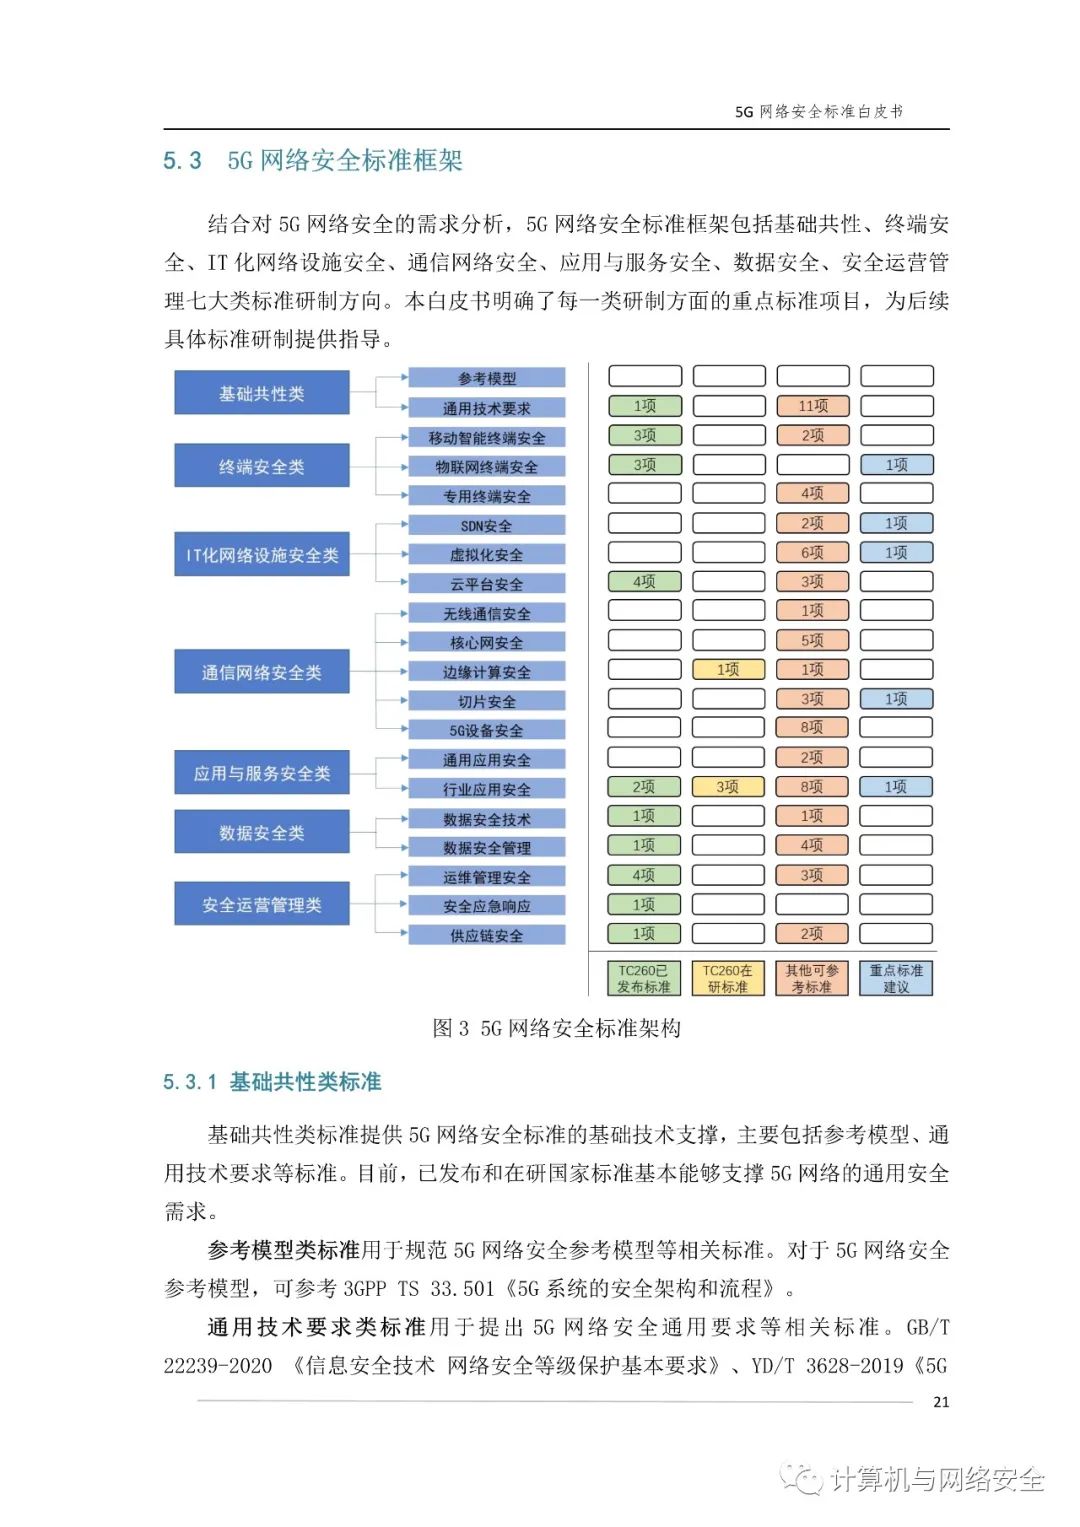 5G 网络安全标准白皮书
5.3 5G 网络安全标准框架
结合对 5G 网络安全的需求分析，5G 网络安全标准框架包括基础共性、终端安
全、IT 化网络设施安全、通信网络安全、应用与服务安全、数据安全、安全运营管
理七大类标准研制方向。本白皮书明确了每一类研制方面的重点标准项目，为后续
具体标准研制提供指导。
基础共性类
参考模型
通用技术要求 1项 11项
终端安全类
移动智能终端安全 3项 2项
物联网终端安全 3项 1项
专用终端安全 4项
IT化网络设施安全类
SDN安全 2项 1项
虚拟化安全 6项 1项
云平台安全 4项 3项
通信网络安全类
无线通信安全 1项
核心网安全 5项
边缘计算安全 1项 1项
切片安全 3项 1项
5G设备安全 8项
应用与服务安全类
通用应用安全 2项
行业应用安全 2项 3项 8项 1项
数据安全类
数据安全技术 1项 1项
数据安全管理 1项 4项
安全运营管理类
运维管理安全 4项 3项
安全应急响应 1项
供应链安全 1项 2项
TC260已 TC260在 其他可参 重点标准
发布标准 研标准 考标准 建议
图 3 5G 网络安全标准架构
5.3.1 基础共性类标准
基础共性类标准提供 5G 网络安全标准的基础技术支撑，主要包括参考模型、通
用技术要求等标准。目前，已发布和在研国家标准基本能够支撑 5G 网络的通用安全
需求。
参考模型类标准用于规范 5G 网络安全参考模型等相关标准。对于 5G 网络安全
参考模型，可参考 3GPP TS 33.501《5G 系统的安全架构和流程》。
通用技术要求类标准用于提出 5G 网络安全通用要求等相关标准。GB/T
22239-2020 《信息安全技术 网络安全等级保护基本要求》、YD/T 3628-2019《5G
21
计算机与网络安全